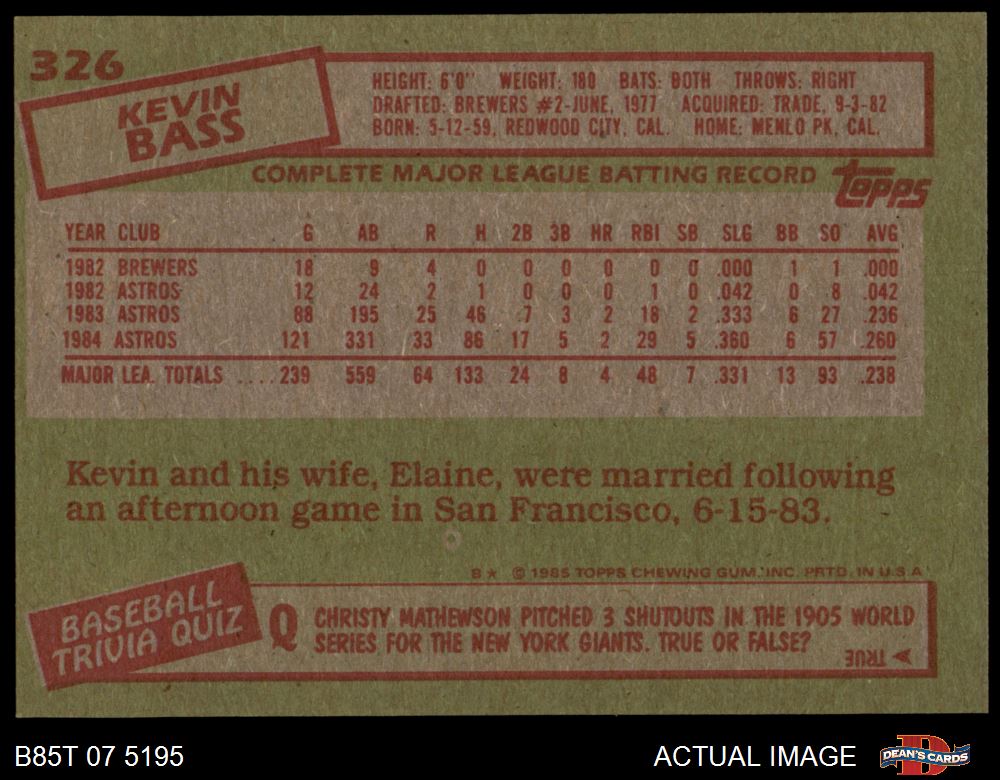 326
KEVIN
BASS
HEIGHT: 6'0" WEIGHT: 180 BATS: BOTH THROWS: RIGHT
DRAFTED: BREWERS #2-JUNE, 1977 ACQUIRED: TRADE, 9-3-82
BORN: 5-12-59, REDWOOD CITY, CAL. HOME: MENLO PK, CAL.
COMPLETE MAJOR LEAGUE BATTING RECORD topps
YEAR CLUB G AB R H 2B 3B HR RBI SB SLG BB SO AVG
1982 BREWERS 18 9 4 0 0 0 0 0 0 .000 1 1 .000
1982 ASTROS 12 24 2 1 0 0 0 1 0 .042 0 8 .042
1983 ASTROS 88 195 25 46 7 3 2 18 2 .333 6 27 .236
1984 ASTROS 121 331 33 86 17 5 2 29 5 .360 6 57 .260
MAJOR LEA. TOTALS ....239 559 64 133 24 8 4 48 7 .331 13 93 .238
Kevin and his wife, Elaine, were married following
an afternoon game in San Francisco, 6-15-83.
B★ © 1985 TOPPS CHEWING GUM, INC. PRTD. IN U.S.A.
BASEBALL
TRIVIA QUIZ
Q CHRISTY MATHEWSON PITCHED 3 SHUTOUTS IN THE 1905 WORLD
SERIES FOR THE NEW YORK GIANTS. TRUE OR FALSE?
TRUE
B85T 07 5195
ACTUAL IMAGE
D
DEAN'S CARDS